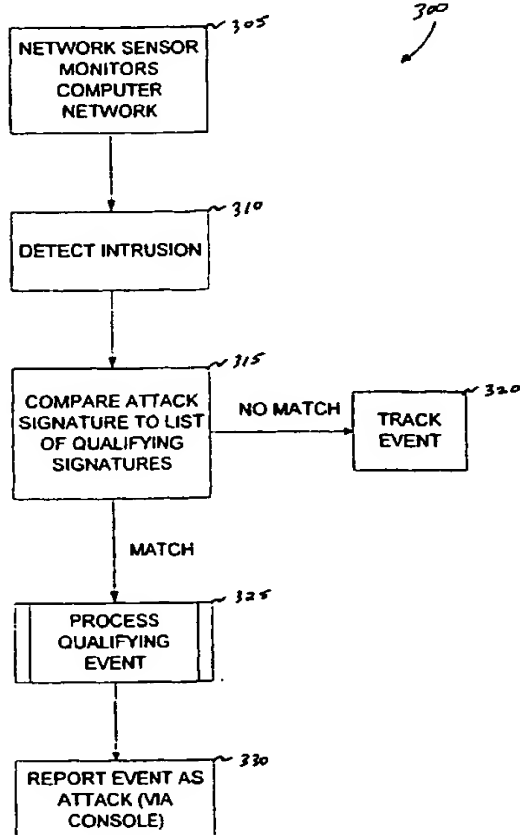 300
305
NETWORK SENSOR
MONITORS
COMPUTER
NETWORK
310
DETECT INTRUSION
315
COMPARE ATTACK
SIGNATURE TO LIST
OF QUALIFYING
SIGNATURES
NO MATCH
320
TRACK
EVENT
MATCH
325
PROCESS
QUALIFYING
EVENT
330
REPORT EVENT AS
ATTACK (VIA
CONSOLE)